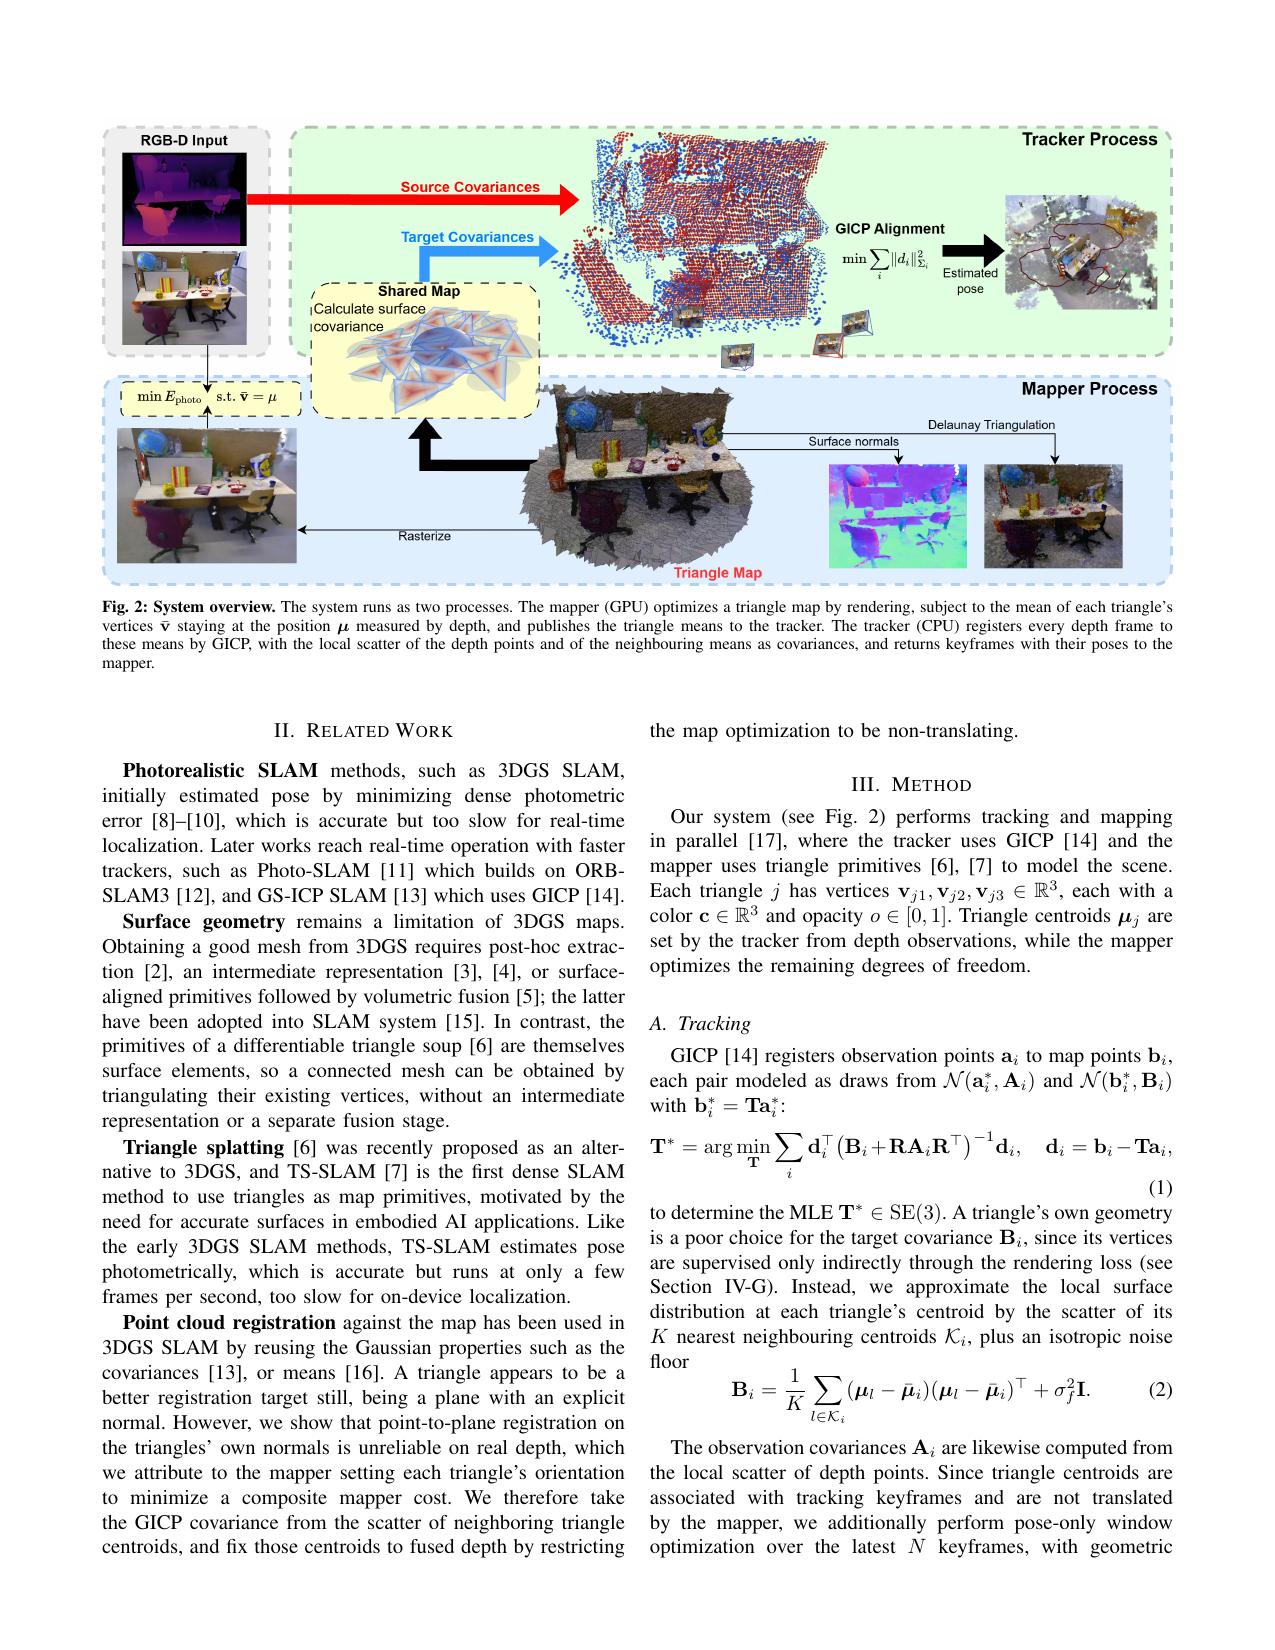 RGB-D Input
Tracker Process
Source Covariances
Target Covariances
GICP Alignment
min ∑_i ‖d_i‖²_{Σ_i}
Estimated
pose
Shared Map
Calculate surface
covariance
Mapper Process
min E_photo s.t. v̄ = μ
Delaunay Triangulation
Surface normals
Rasterize
Triangle Map
Fig. 2: System overview. The system runs as two processes. The mapper (GPU) optimizes a triangle map by rendering, subject to the mean of each triangle's
vertices v̄ staying at the position μ measured by depth, and publishes the triangle means to the tracker. The tracker (CPU) registers every depth frame to
these means by GICP, with the local scatter of the depth points and of the neighbouring means as covariances, and returns keyframes with their poses to the
mapper.
II. RELATED WORK
Photorealistic SLAM methods, such as 3DGS SLAM,
initially estimated pose by minimizing dense photometric
error [8]–[10], which is accurate but too slow for real-time
localization. Later works reach real-time operation with faster
trackers, such as Photo-SLAM [11] which builds on ORB-
SLAM3 [12], and GS-ICP SLAM [13] which uses GICP [14].
Surface geometry remains a limitation of 3DGS maps.
Obtaining a good mesh from 3DGS requires post-hoc extrac-
tion [2], an intermediate representation [3], [4], or surface-
aligned primitives followed by volumetric fusion [5]; the latter
have been adopted into SLAM system [15]. In contrast, the
primitives of a differentiable triangle soup [6] are themselves
surface elements, so a connected mesh can be obtained by
triangulating their existing vertices, without an intermediate
representation or a separate fusion stage.
Triangle splatting [6] was recently proposed as an alter-
native to 3DGS, and TS-SLAM [7] is the first dense SLAM
method to use triangles as map primitives, motivated by the
need for accurate surfaces in embodied AI applications. Like
the early 3DGS SLAM methods, TS-SLAM estimates pose
photometrically, which is accurate but runs at only a few
frames per second, too slow for on-device localization.
Point cloud registration against the map has been used in
3DGS SLAM by reusing the Gaussian properties such as the
covariances [13], or means [16]. A triangle appears to be a
better registration target still, being a plane with an explicit
normal. However, we show that point-to-plane registration on
the triangles' own normals is unreliable on real depth, which
we attribute to the mapper setting each triangle's orientation
to minimize a composite mapper cost. We therefore take
the GICP covariance from the scatter of neighboring triangle
centroids, and fix those centroids to fused depth by restricting
the map optimization to be non-translating.
III. METHOD
Our system (see Fig. 2) performs tracking and mapping
in parallel [17], where the tracker uses GICP [14] and the
mapper uses triangle primitives [6], [7] to model the scene.
Each triangle j has vertices v_{j1}, v_{j2}, v_{j3} ∈ ℝ³, each with a
color c ∈ ℝ³ and opacity o ∈ [0, 1]. Triangle centroids μ_j are
set by the tracker from depth observations, while the mapper
optimizes the remaining degrees of freedom.
A. Tracking
GICP [14] registers observation points a_i to map points b_i,
each pair modeled as draws from 𝒩(a_i^*, A_i) and 𝒩(b_i^*, B_i)
with b_i^* = Ta_i^*:
T^* = arg min_T ∑_i d_i^⊤ (B_i + RA_iR^⊤)^{−1} d_i, d_i = b_i − Ta_i,
(1)
to determine the MLE T^* ∈ SE(3). A triangle's own geometry
is a poor choice for the target covariance B_i, since its vertices
are supervised only indirectly through the rendering loss (see
Section IV-G). Instead, we approximate the local surface
distribution at each triangle's centroid by the scatter of its
K nearest neighbouring centroids 𝒦_i, plus an isotropic noise
floor
B_i = 1/K ∑_{l∈𝒦_i} (μ_l − μ̄_i)(μ_l − μ̄_i)^⊤ + σ_f² I. (2)
The observation covariances A_i are likewise computed from
the local scatter of depth points. Since triangle centroids are
associated with tracking keyframes and are not translated
by the mapper, we additionally perform pose-only window
optimization over the latest N keyframes, with geometric